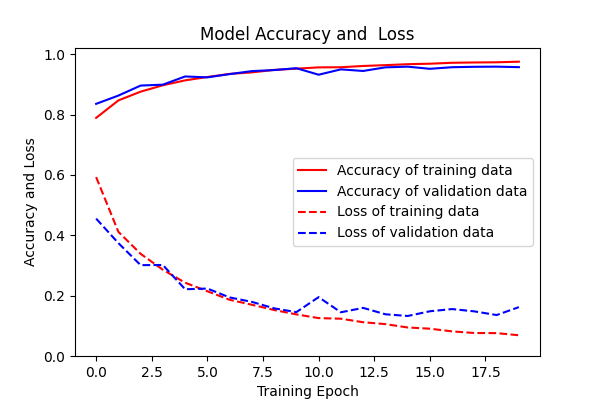 Model Accuracy and  Loss
Accuracy and Loss
1.0
0.8
0.6
0.4
0.2
0.0
Accuracy of training data
Accuracy of validation data
Loss of training data
Loss of validation data
0.0 2.5 5.0 7.5 10.0 12.5 15.0 17.5
Training Epoch